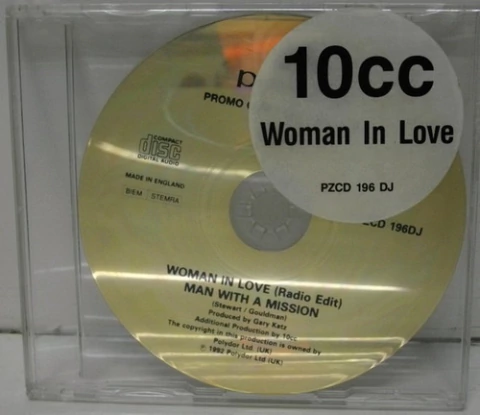 10cc
Woman In Love
PZCD 196 DJ
PROMO
COMPACT
disc
DIGITAL AUDIO
MADE IN ENGLAND
BIEM STEMRA
196DJ
WOMAN IN LOVE (Radio Edit)
MAN WITH A MISSION
(Stewart / Gouldman)
Produced by Gary Katz
Additional Production by 10cc
The copyright in this production is owned by
Polydor Ltd. (UK)
℗ 1992 Polydor Ltd. (UK)